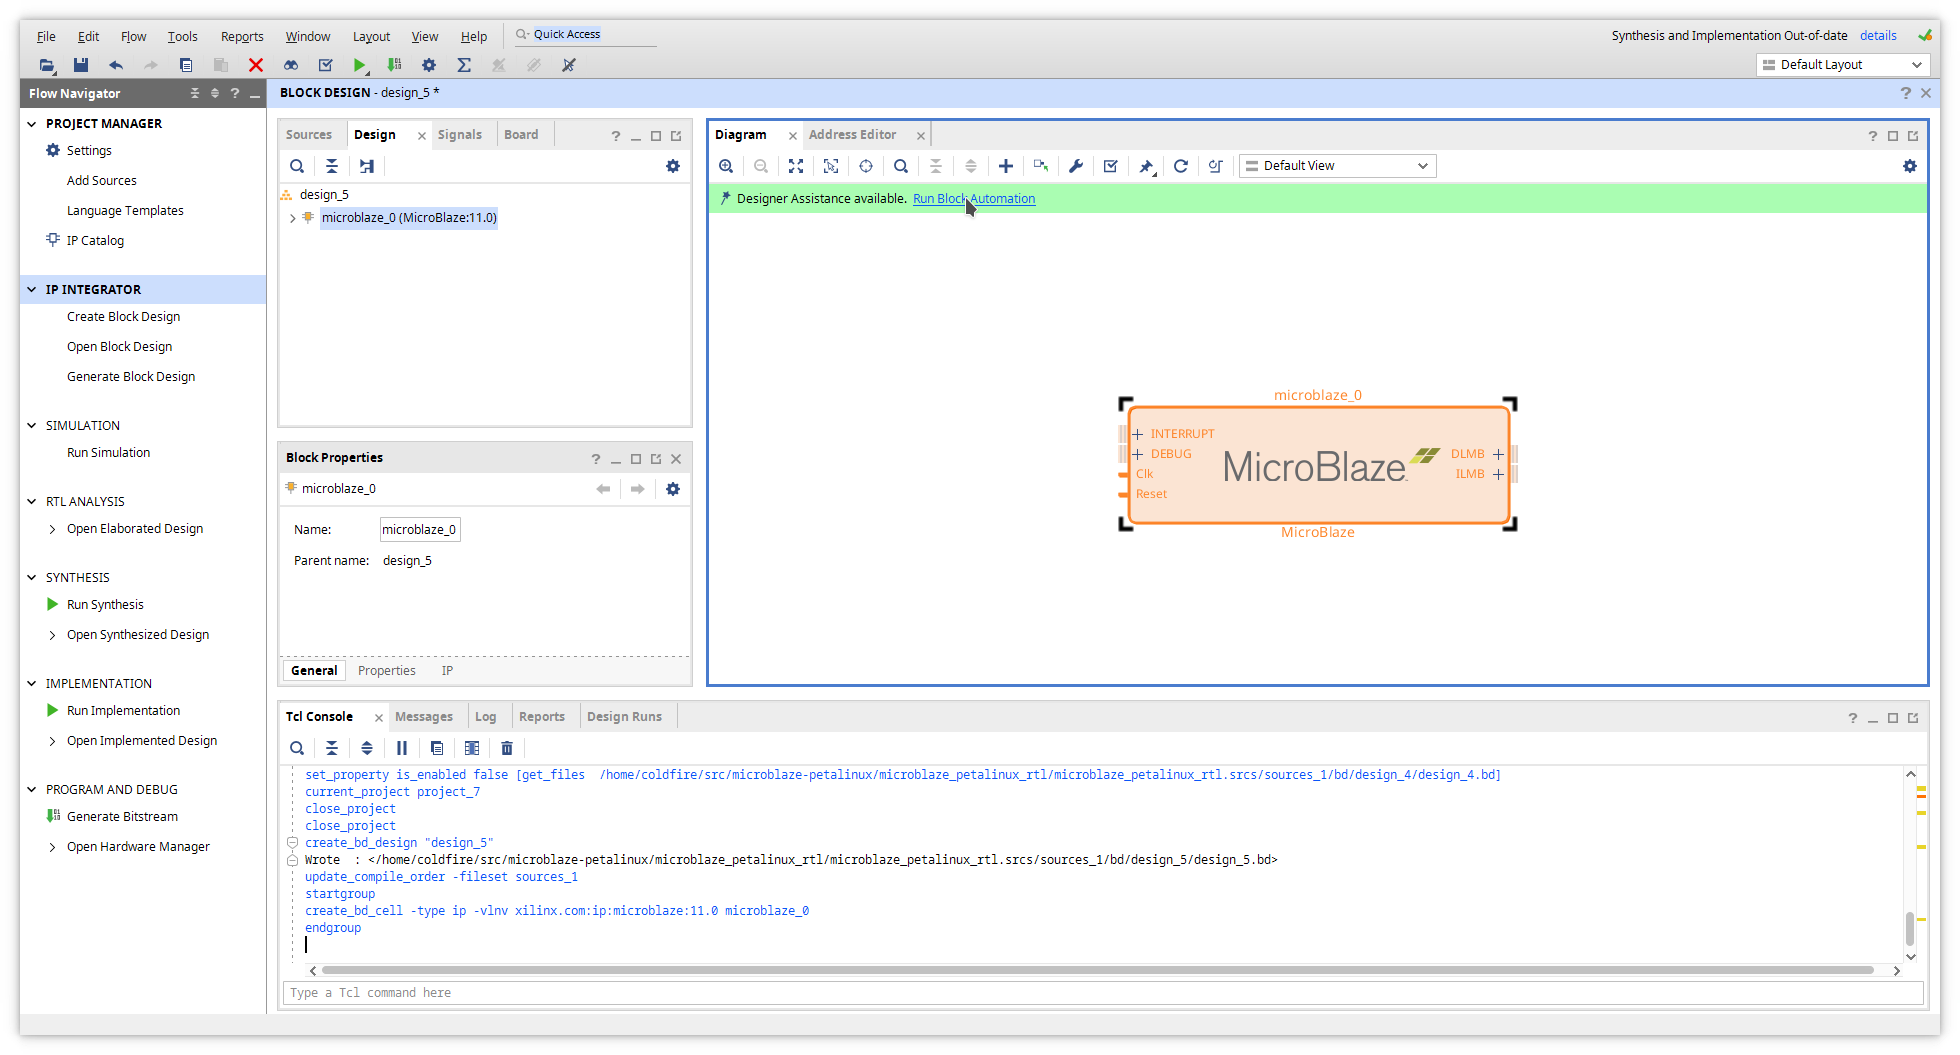 File Edit Flow Tools Reports Window Layout View Help Quick Access
Synthesis and Implementation Out-of-date details
Default Layout
Flow Navigator
PROJECT MANAGER
Settings
Add Sources
Language Templates
IP Catalog
IP INTEGRATOR
Create Block Design
Open Block Design
Generate Block Design
SIMULATION
Run Simulation
RTL ANALYSIS
Open Elaborated Design
SYNTHESIS
Run Synthesis
Open Synthesized Design
IMPLEMENTATION
Run Implementation
Open Implemented Design
PROGRAM AND DEBUG
Generate Bitstream
Open Hardware Manager
BLOCK DESIGN - design_5 *
Sources Design Signals Board
design_5
microblaze_0 (MicroBlaze:11.0)
Block Properties
microblaze_0
Name: microblaze_0
Parent name: design_5
General Properties IP
Diagram Address Editor
Default View
Designer Assistance available. Run Block Automation
microblaze_0
INTERRUPT
DEBUG
Clk
Reset
MicroBlaze
DLMB
ILMB
MicroBlaze
Tcl Console Messages Log Reports Design Runs
set_property is_enabled false [get_files  /home/coldfire/src/microblaze-petalinux/microblaze_petalinux_rtl/microblaze_petalinux_rtl.srcs/sources_1/bd/design_4/design_4.bd]
current_project project_7
close_project
close_project
create_bd_design "design_5"
Wrote  : </home/coldfire/src/microblaze-petalinux/microblaze_petalinux_rtl/microblaze_petalinux_rtl.srcs/sources_1/bd/design_5/design_5.bd>
update_compile_order -fileset sources_1
startgroup
create_bd_cell -type ip -vlnv xilinx.com:ip:microblaze:11.0 microblaze_0
endgroup
Type a Tcl command here